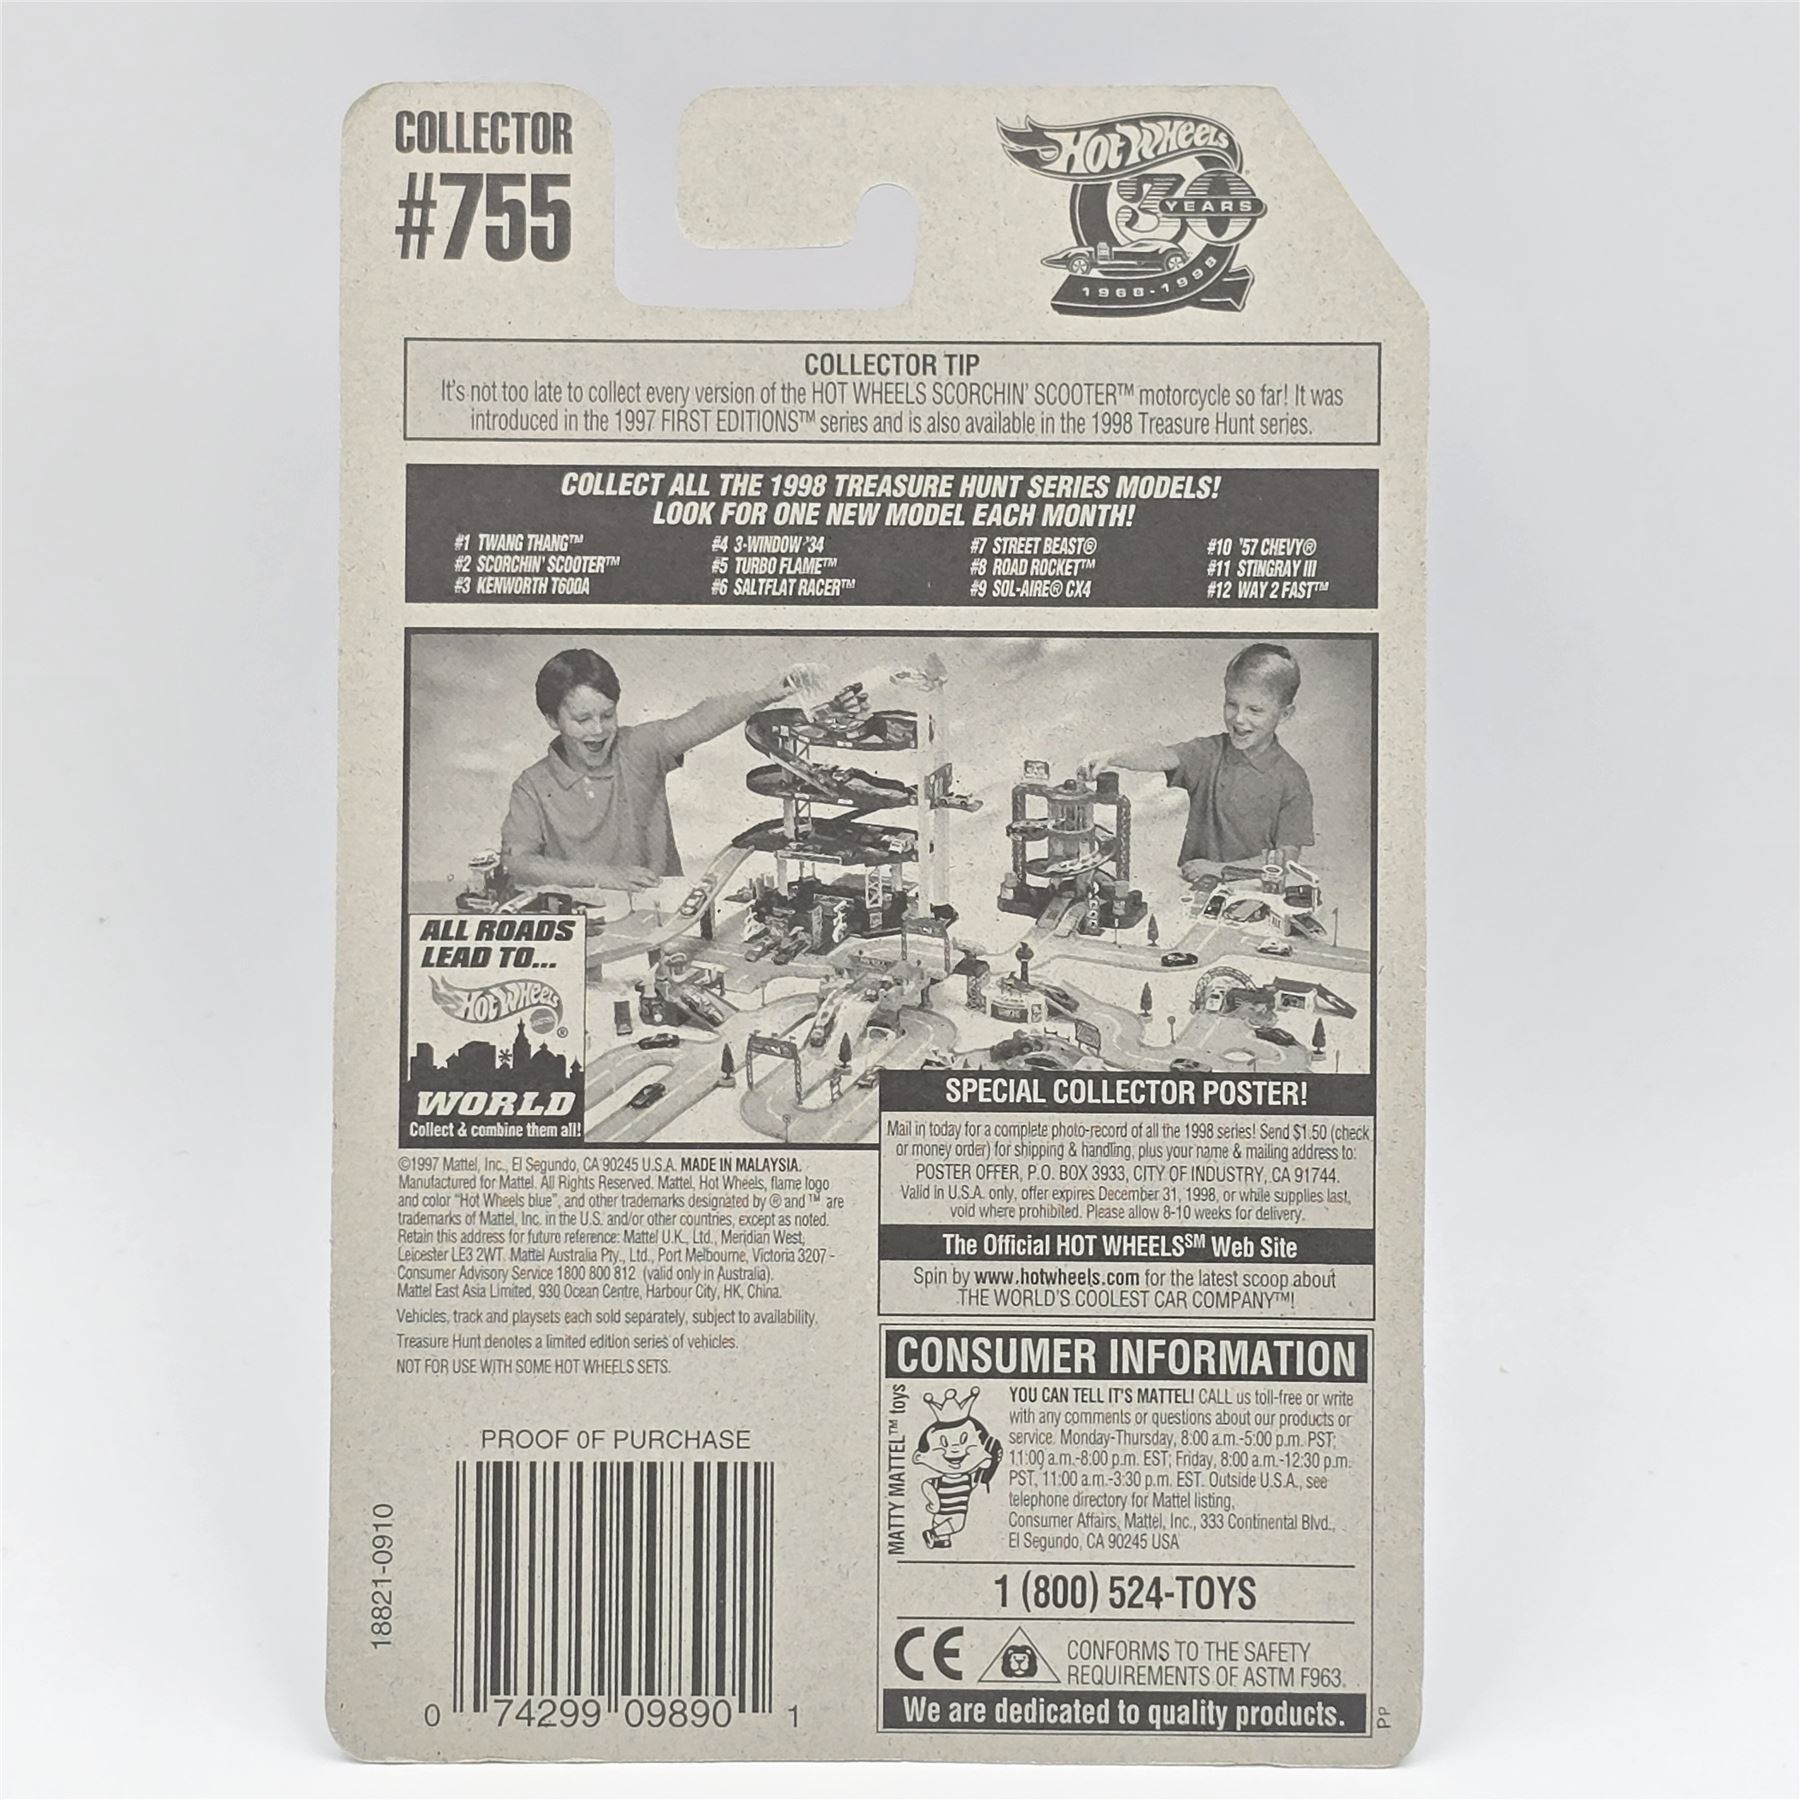 COLLECTOR
#755
HOT WHEELS
30
YEARS
1968-1998
COLLECTOR TIP
It's not too late to collect every version of the HOT WHEELS SCORCHIN' SCOOTER™ motorcycle so far! It was
introduced in the 1997 FIRST EDITIONS™ series and is also available in the 1998 Treasure Hunt series.
COLLECT ALL THE 1998 TREASURE HUNT SERIES MODELS!
LOOK FOR ONE NEW MODEL EACH MONTH!
#1 TWANG THANG™
#2 SCORCHIN' SCOOTER™
#3 KENWORTH T600A
#4 3-WINDOW '34
#5 TURBO FLAME™
#6 SALTFLAT RACER™
#7 STREET BEAST®
#8 ROAD ROCKET™
#9 SOL-AIRE® CX4
#10 '57 CHEVY®
#11 STINGRAY III
#12 WAY 2 FAST™
ALL ROADS
LEAD TO...
HOT WHEELS®
WORLD
Collect & combine them all!
SPECIAL COLLECTOR POSTER!
Mail in today for a complete photo-record of all the 1998 series! Send $1.50 (check
or money order) for shipping & handling, plus your name & mailing address to:
POSTER OFFER, P.O. BOX 3933, CITY OF INDUSTRY, CA 91744.
Valid in U.S.A. only, offer expires December 31, 1998, or while supplies last,
void where prohibited. Please allow 8-10 weeks for delivery.
The Official HOT WHEELS℠ Web Site
Spin by www.hotwheels.com for the latest scoop about
THE WORLD'S COOLEST CAR COMPANY™!
©1997 Mattel, Inc., El Segundo, CA 90245 U.S.A. MADE IN MALAYSIA.
Manufactured for Mattel. All Rights Reserved. Mattel, Hot Wheels, flame logo
and color "Hot Wheels blue", and other trademarks designated by ® and ™ are
trademarks of Mattel, Inc. in the U.S. and/or other countries, except as noted.
Retain this address for future reference: Mattel U.K., Ltd., Meridian West,
Leicester LE3 2WT. Mattel Australia Pty., Ltd., Port Melbourne, Victoria 3207 -
Consumer Advisory Service 1800 800 812 (valid only in Australia).
Mattel East Asia Limited, 930 Ocean Centre, Harbour City, HK, China.
Vehicles, track and playsets each sold separately, subject to availability.
Treasure Hunt denotes a limited edition series of vehicles.
NOT FOR USE WITH SOME HOT WHEELS SETS.
CONSUMER INFORMATION
MATTY MATTEL™ toys
YOU CAN TELL IT'S MATTEL! CALL us toll-free or write
with any comments or questions about our products or
service. Monday-Thursday, 8:00 a.m.-5:00 p.m. PST;
11:00 a.m.-8:00 p.m. EST; Friday, 8:00 a.m.-12:30 p.m.
PST, 11:00 a.m.-3:30 p.m. EST. Outside U.S.A., see
telephone directory for Mattel listing.
Consumer Affairs, Mattel, Inc., 333 Continental Blvd.,
El Segundo, CA 90245 USA
1 (800) 524-TOYS
CE
CONFORMS TO THE SAFETY
REQUIREMENTS OF ASTM F963.
We are dedicated to quality products.
PP
PROOF OF PURCHASE
18821-0910
0 74299 09890 1